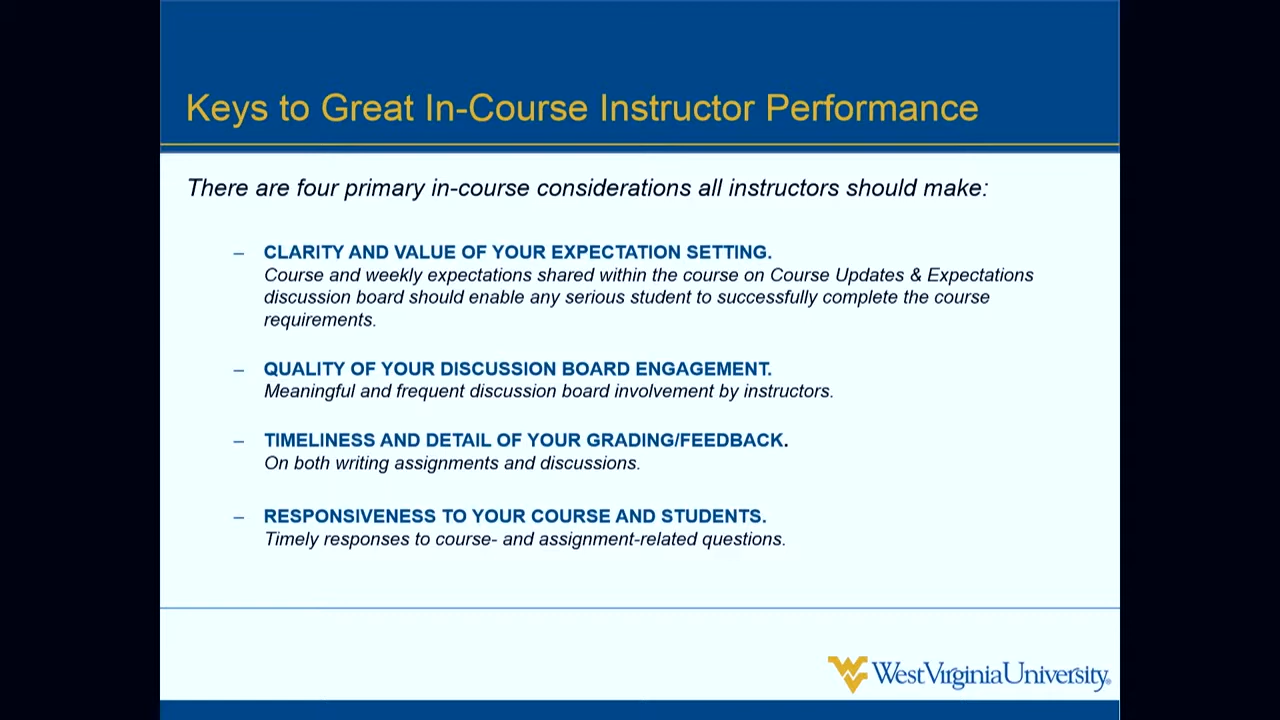 Keys to Great In-Course Instructor Performance
There are four primary in-course considerations all instructors should make:
– CLARITY AND VALUE OF YOUR EXPECTATION SETTING.
Course and weekly expectations shared within the course on Course Updates & Expectations
discussion board should enable any serious student to successfully complete the course
requirements.
– QUALITY OF YOUR DISCUSSION BOARD ENGAGEMENT.
Meaningful and frequent discussion board involvement by instructors.
– TIMELINESS AND DETAIL OF YOUR GRADING/FEEDBACK.
On both writing assignments and discussions.
– RESPONSIVENESS TO YOUR COURSE AND STUDENTS.
Timely responses to course- and assignment-related questions.
WestVirginiaUniversity®